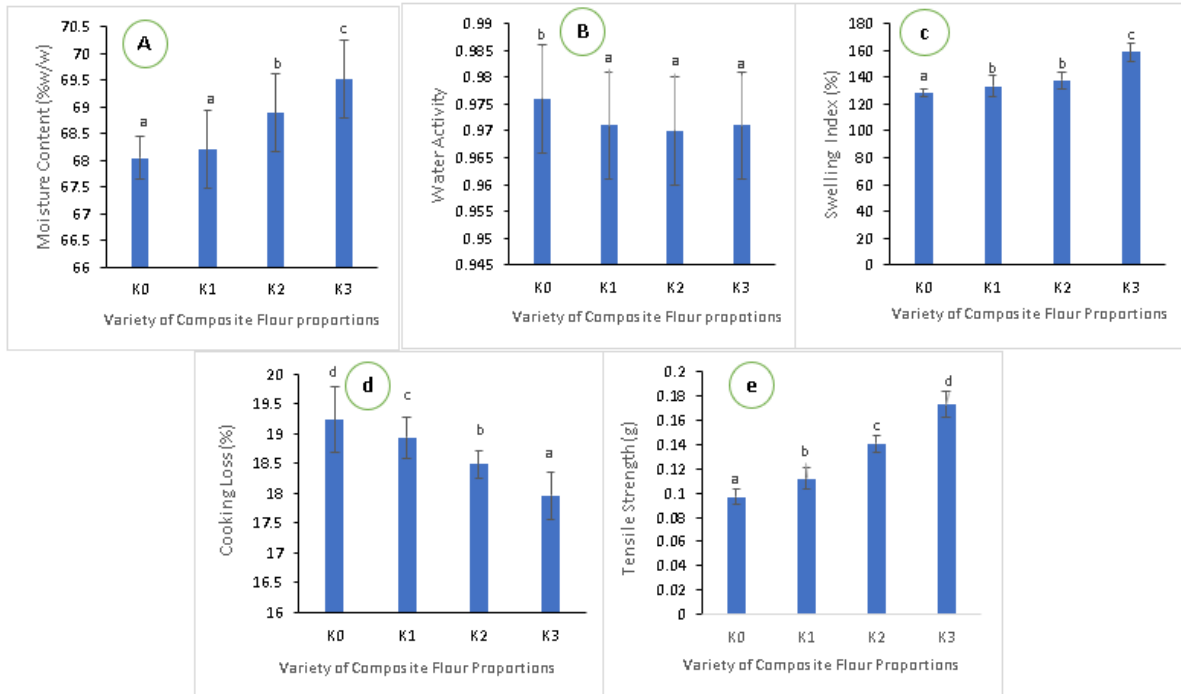 A
Moisture Content (%w/w)
70.5
70
69.5
69
68.5
68
67.5
67
66.5
66
a
a
b
c
K0 K1 K2 K3
Variety of Composite Flour proportions
B
Water Activity
0.99
0.985
0.98
0.975
0.97
0.965
0.96
0.955
0.95
0.945
b
a
a
a
K0 K1 K2 K3
Variety of Composite Flour propotions
c
Swelling Index (%)
180
160
140
120
100
80
60
40
20
0
a
b
b
c
K0 K1 K2 K3
Variety of Composite Flour Proportions
d
Cooking Loss (%)
20
19.5
19
18.5
18
17.5
17
16.5
16
d
c
b
a
K0 K1 K2 K3
Variety of Composite Flour Proportions
e
Tensile Strength (g)
0.2
0.18
0.16
0.14
0.12
0.1
0.08
0.06
0.04
0.02
0
a
b
c
d
K0 K1 K2 K3
Variety of Composite Flour Proportions